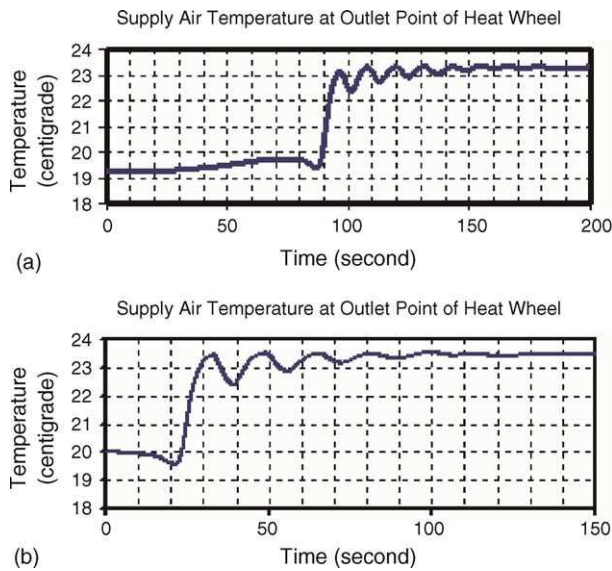 Supply Air Temperature at Outlet Point of Heat Wheel
24
23
22
21
20
19
18
Temperature
(centigrade)
0 50 100 150 200
Time (second)
(a)
Supply Air Temperature at Outlet Point of Heat Wheel
24
23
22
21
20
19
18
Temperature
(centigrade)
0 50 100 150
Time (second)
(b)